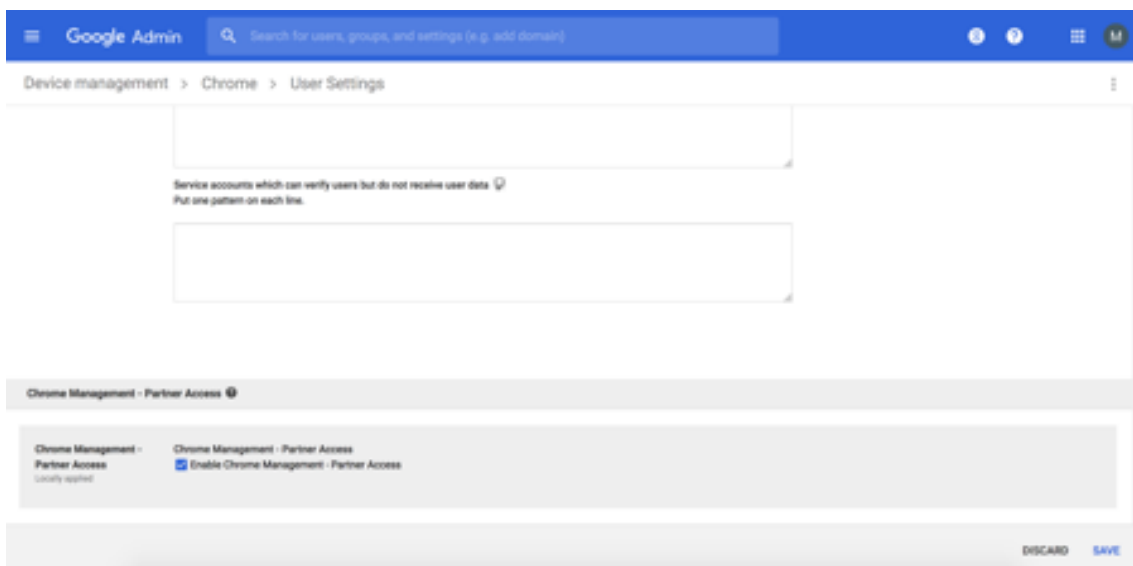 Google Admin
Search for users, groups, and settings (e.g. add domain)
M
Device management > Chrome > User Settings
Service accounts which can verify users but do not receive user data
Put one pattern on each line.
Chrome Management - Partner Access
Chrome Management -
Partner Access
Locally applied
Chrome Management - Partner Access
Enable Chrome Management - Partner Access
DISCARD SAVE